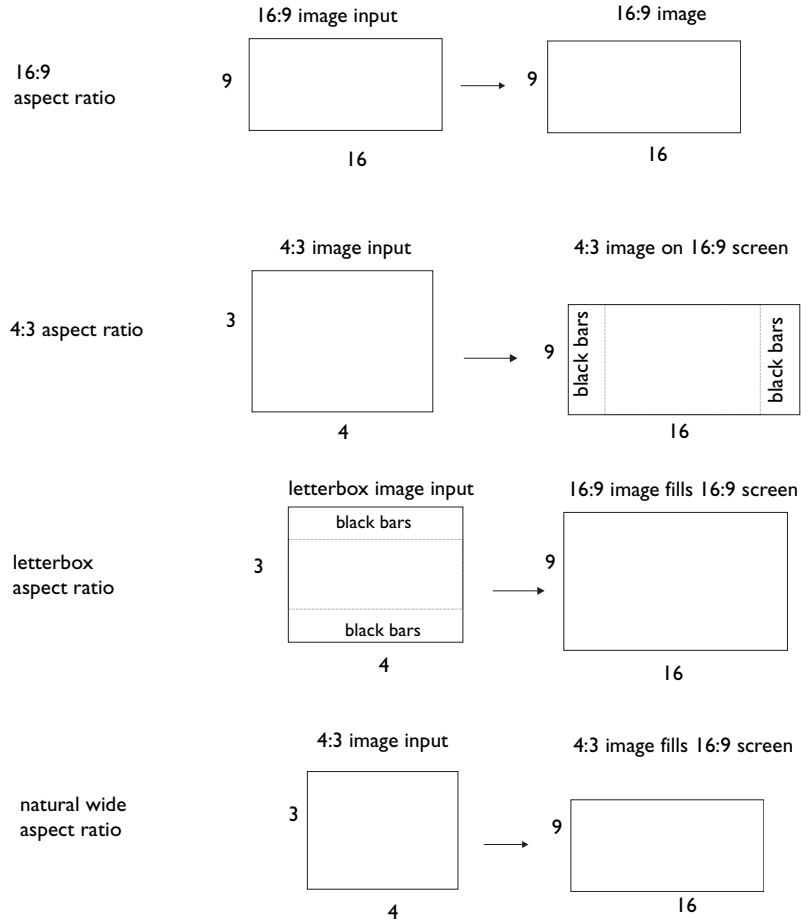 16:9 image input
16:9 image
16:9
aspect ratio
9
9
16
16
4:3 image input
4:3 image on 16:9 screen
4:3 aspect ratio
3
9
black bars
black bars
4
16
letterbox image input
16:9 image fills 16:9 screen
black bars
letterbox
aspect ratio
3
9
black bars
4
16
4:3 image input
4:3 image fills 16:9 screen
natural wide
aspect ratio
3
9
4
16